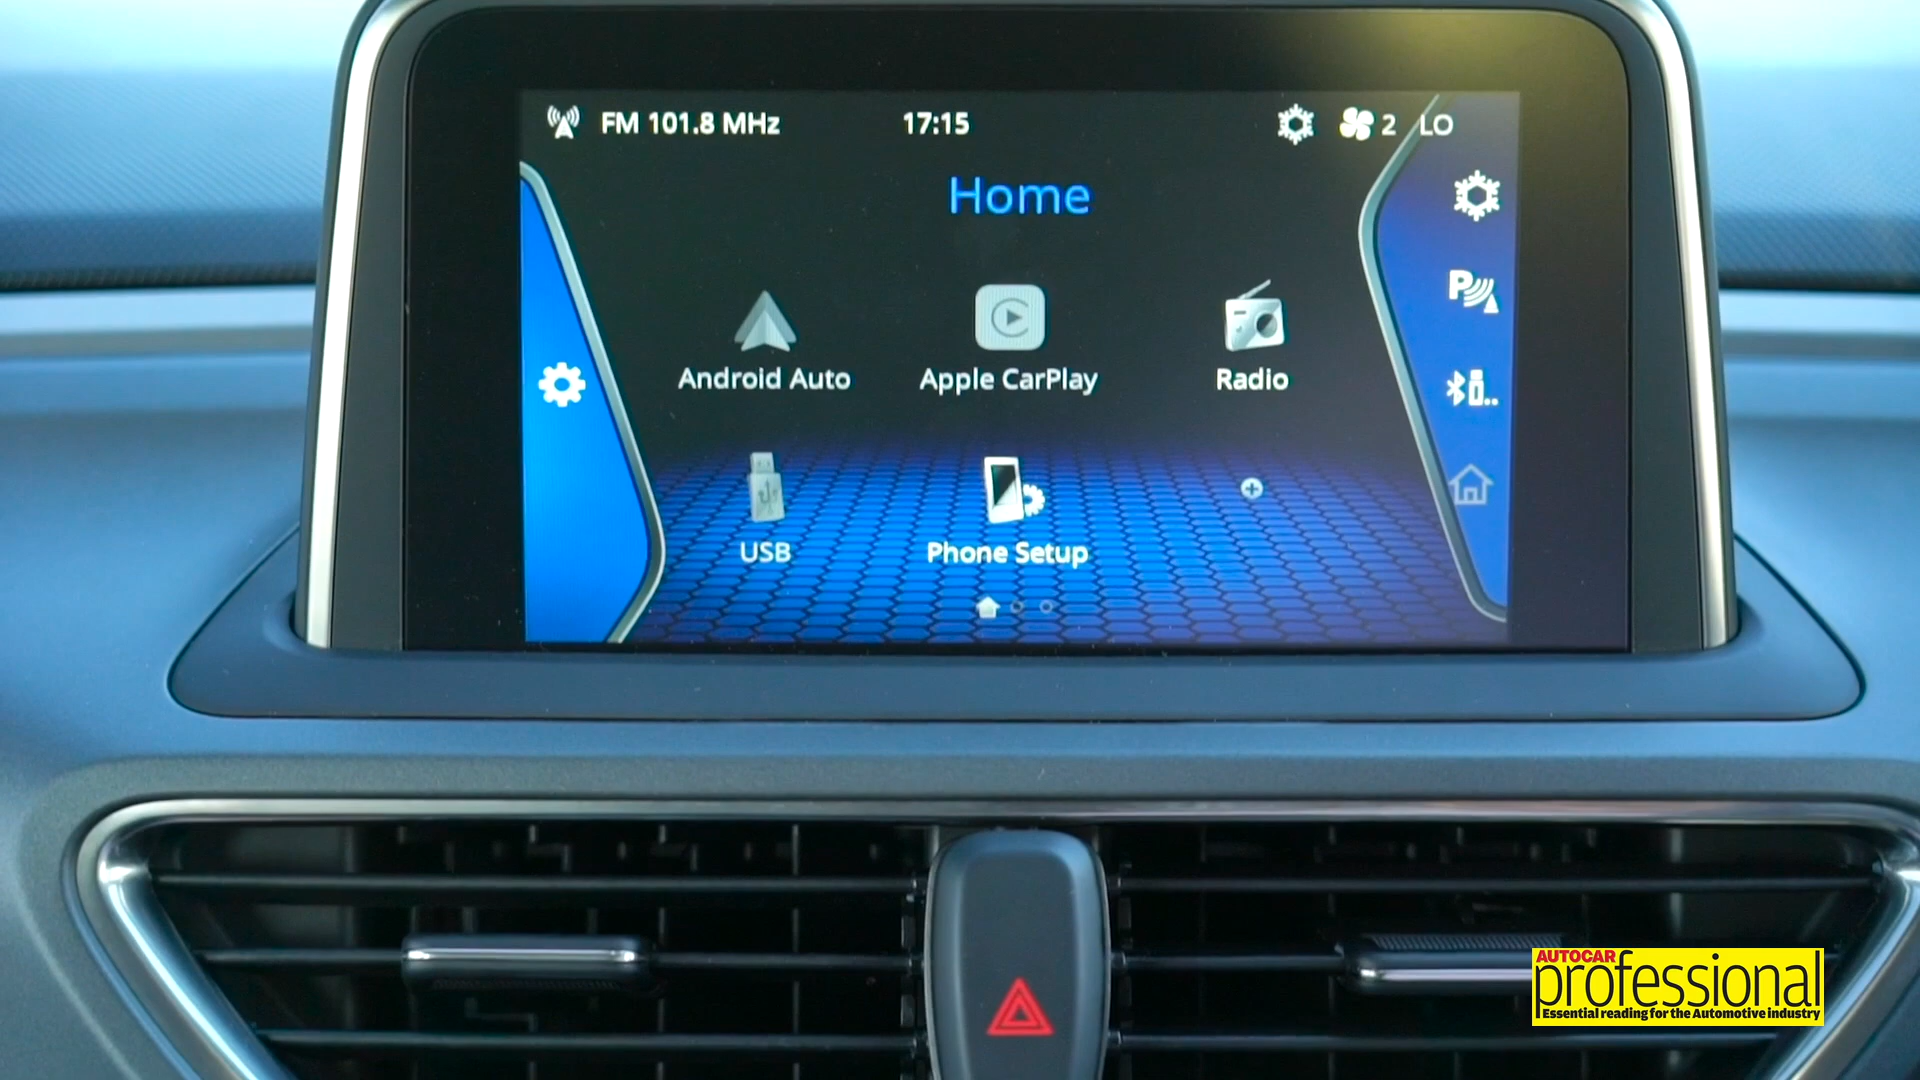 FM 101.8 MHz 17:15 2 LO
Home
P
Android Auto Apple CarPlay Radio
USB Phone Setup
AUTOCAR
professional
Essential reading for the Automotive industry